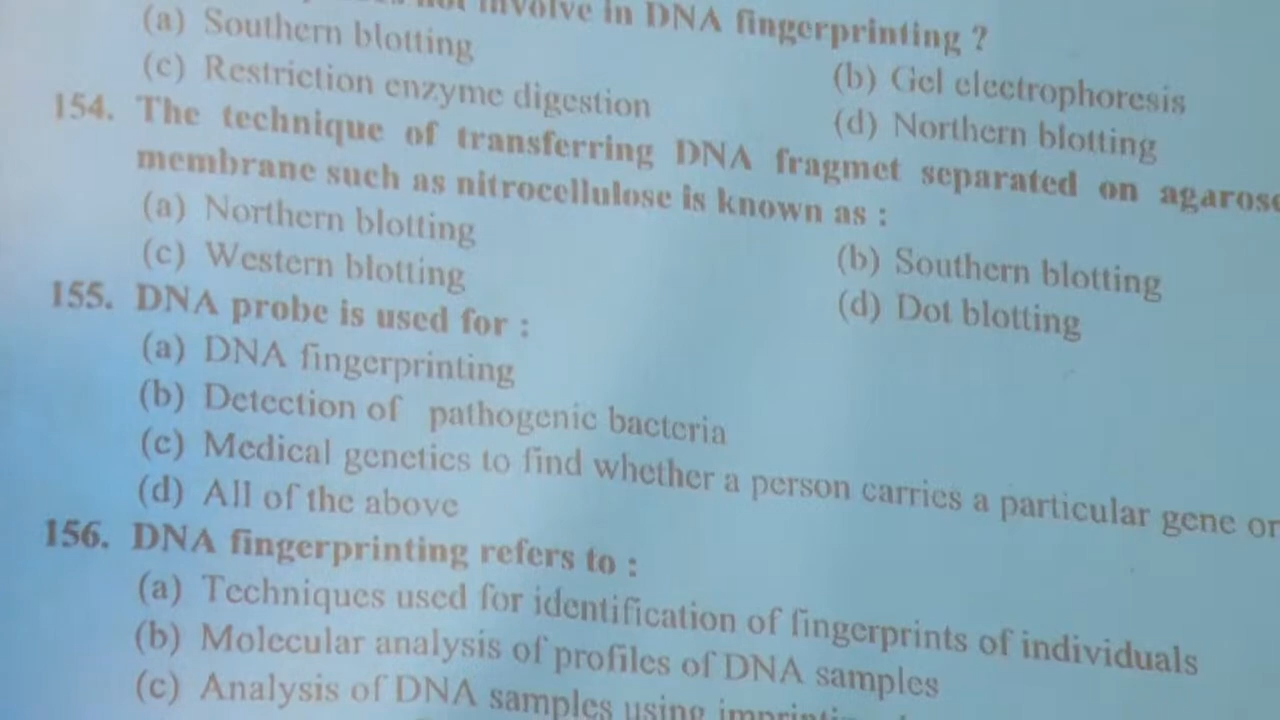 involve in DNA fingerprinting ?
(a) Southern blotting
(b) Gel electrophoresis
(c) Restriction enzyme digestion
(d) Northern blotting
154. The technique of transferring DNA fragmet separated on agarose
membrane such as nitrocellulose is known as :
(a) Northern blotting
(b) Southern blotting
(c) Western blotting
(d) Dot blotting
155. DNA probe is used for :
(a) DNA fingerprinting
(b) Detection of pathogenic bacteria
(c) Medical genetics to find whether a person carries a particular gene or
(d) All of the above
156. DNA fingerprinting refers to :
(a) Techniques used for identification of fingerprints of individuals
(b) Molecular analysis of profiles of DNA samples
(c) Analysis of DNA samples using